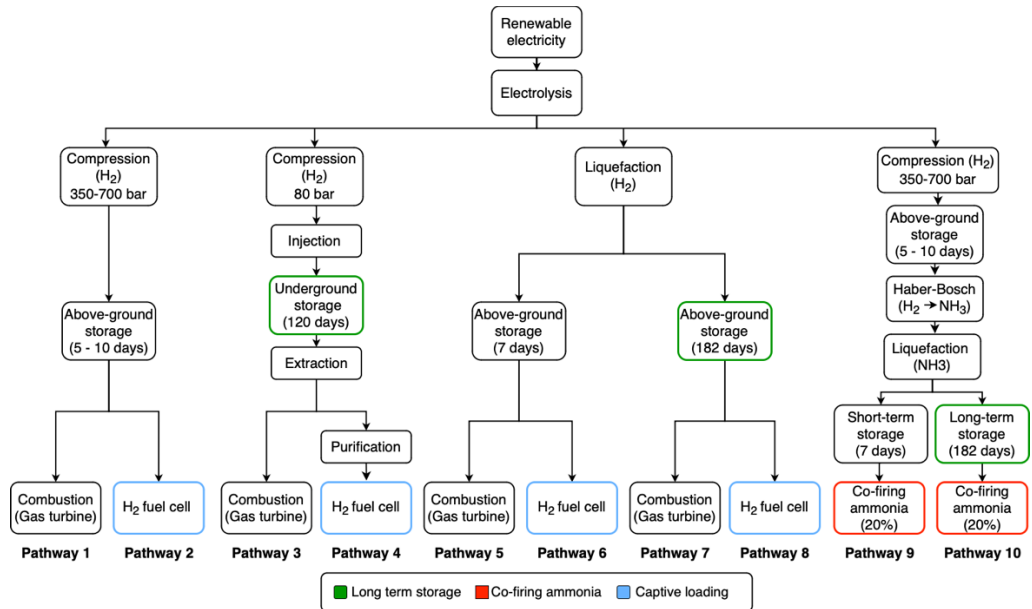 Renewable
electricity
Electrolysis
Compression
(H₂)
350-700 bar
Compression
(H₂)
80 bar
Liquefaction
(H₂)
Compression (H₂)
350-700 bar
Injection
Above-ground
storage
(5 - 10 days)
Underground
storage
(120 days)
Haber-Bosch
(H₂ → NH₃)
Above-ground
storage
(5 - 10 days)
Above-ground
storage
(7 days)
Above-ground
storage
(182 days)
Extraction
Liquefaction
(NH3)
Purification
Short-term
storage
(7 days)
Long-term
storage
(182 days)
Combustion
(Gas turbine)
H₂ fuel cell
Combustion
(Gas turbine)
H₂ fuel cell
Combustion
(Gas turbine)
H₂ fuel cell
Combustion
(Gas turbine)
H₂ fuel cell
Co-firing
ammonia
(20%)
Co-firing
ammonia
(20%)
Pathway 1
Pathway 2
Pathway 3
Pathway 4
Pathway 5
Pathway 6
Pathway 7
Pathway 8
Pathway 9
Pathway 10
Long term storage
Co-firing ammonia
Captive loading